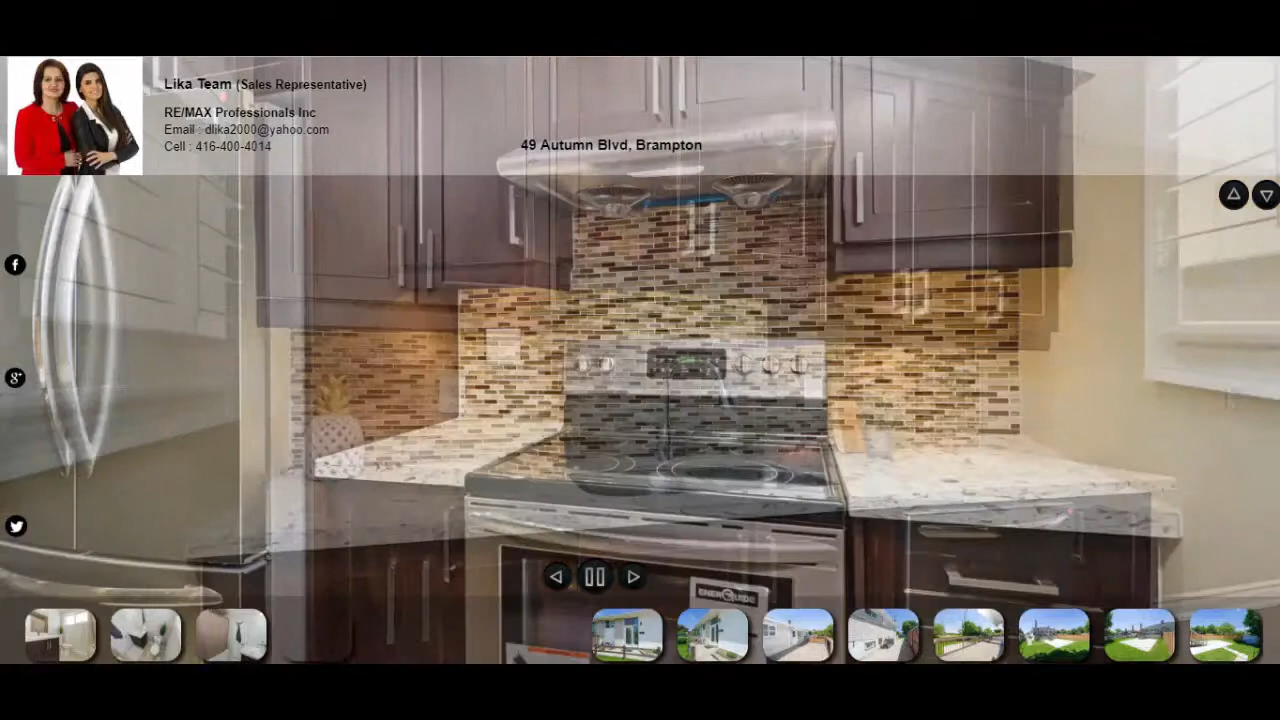 Lika Team (Sales Representative)
RE/MAX Professionals Inc
Email : dlika2000@yahoo.com
Cell : 416-400-4014
49 Autumn Blvd, Brampton
ENERGUIDE